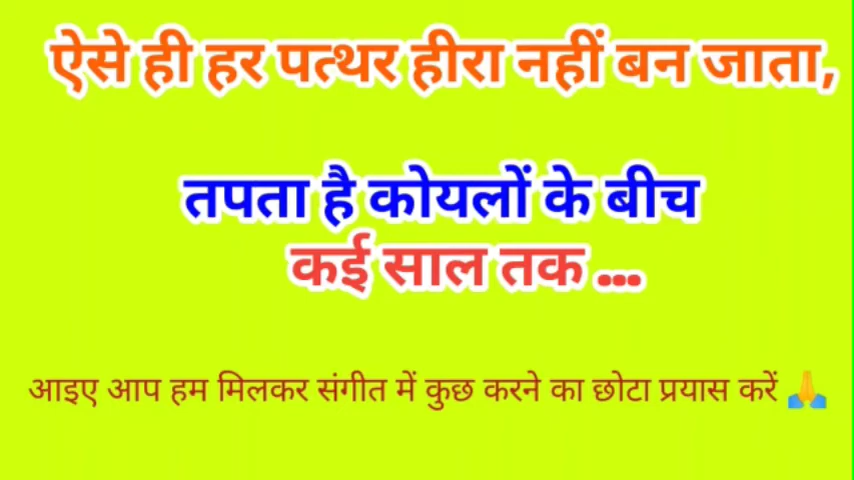 ऐसे ही हर पत्थर हीरा नहीं बन जाता,
तपता है कोयलों के बीच
कई साल तक ...
आइए आप हम मिलकर संगीत में कुछ करने का छोटा प्रयास करें 🙏